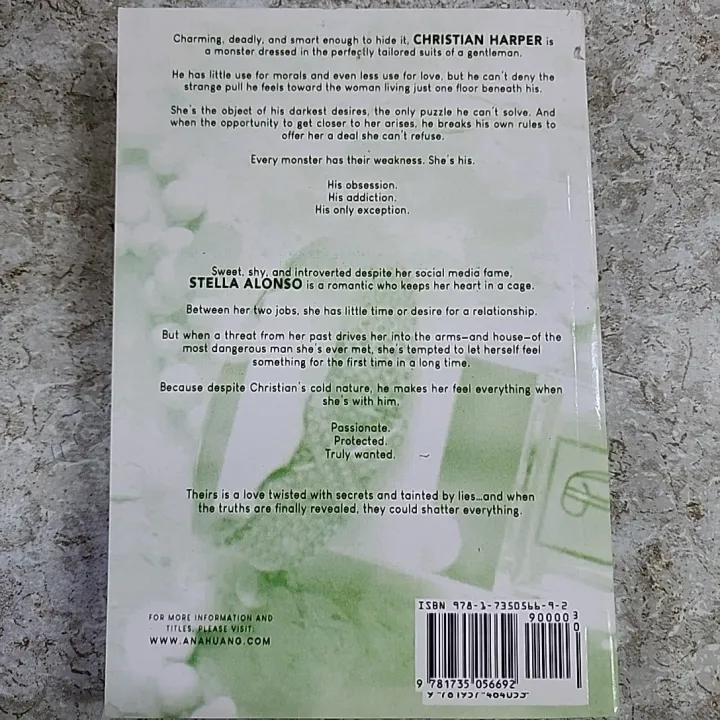 Charming, deadly, and smart enough to hide it, CHRISTIAN HARPER is
a monster dressed in the perfectly tailored suits of a gentleman.
He has little use for morals and even less use for love, but he can't deny the
strange pull he feels toward the woman living just one floor beneath his.
She's the object of his darkest desires, the only puzzle he can't solve. And
when the opportunity to get closer to her arises, he breaks his own rules to
offer her a deal she can't refuse.
Every monster has their weakness. She's his.
His obsession.
His addiction.
His only exception.
Sweet, shy, and introverted despite her social media fame,
STELLA ALONSO is a romantic who keeps her heart in a cage.
Between her two jobs, she has little time or desire for a relationship.
But when a threat from her past drives her into the arms—and house—of the
most dangerous man she's ever met, she's tempted to let herself feel
something for the first time in a long time.
Because despite Christian's cold nature, he makes her feel everything when
she's with him.
Passionate.
Protected.
Truly wanted.
Theirs is a love twisted with secrets and tainted by lies...and when
the truths are finally revealed, they could shatter everything.
FOR MORE INFORMATION AND
TITLES, PLEASE VISIT:
WWW.ANAHUANG.COM
ISBN 978-1-7350566-9-2
90000
9 781735 056692